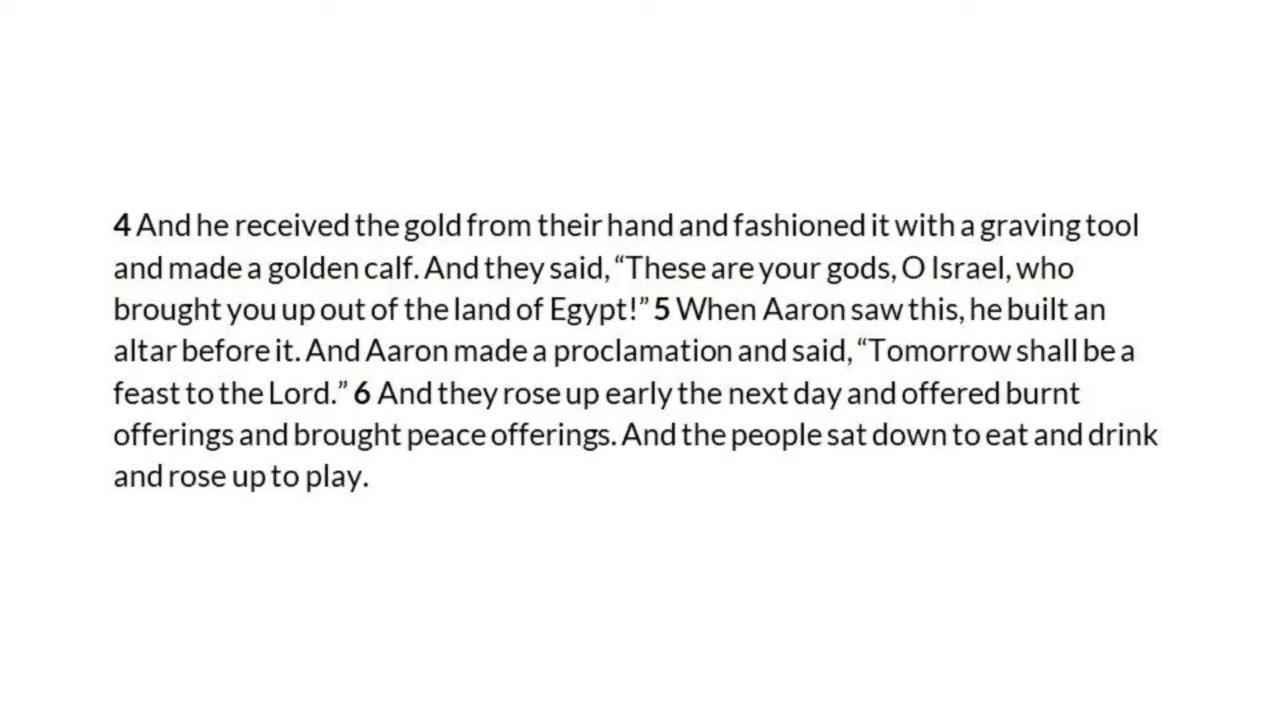 4 And he received the gold from their hand and fashioned it with a graving tool
and made a golden calf. And they said, “These are your gods, O Israel, who
brought you up out of the land of Egypt!” 5 When Aaron saw this, he built an
altar before it. And Aaron made a proclamation and said, “Tomorrow shall be a
feast to the Lord.” 6 And they rose up early the next day and offered burnt
offerings and brought peace offerings. And the people sat down to eat and drink
and rose up to play.